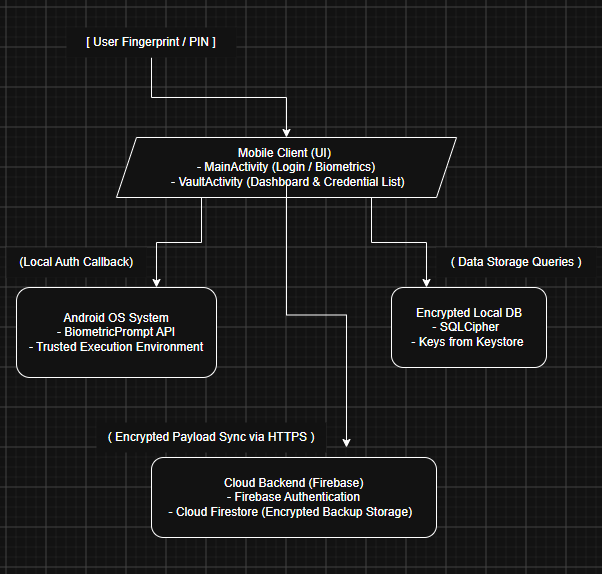 [ User Fingerprint / PIN ]
Mobile Client (UI)
- MainActivity (Login / Biometrics)
- VaultActivity (Dashboard & Credential List)
(Local Auth Callback)
( Data Storage Queries )
Android OS System
- BiometricPrompt API
- Trusted Execution Environment
Encrypted Local DB
- SQLCipher
- Keys from Keystore
( Encrypted Payload Sync via HTTPS )
Cloud Backend (Firebase)
- Firebase Authentication
- Cloud Firestore (Encrypted Backup Storage)